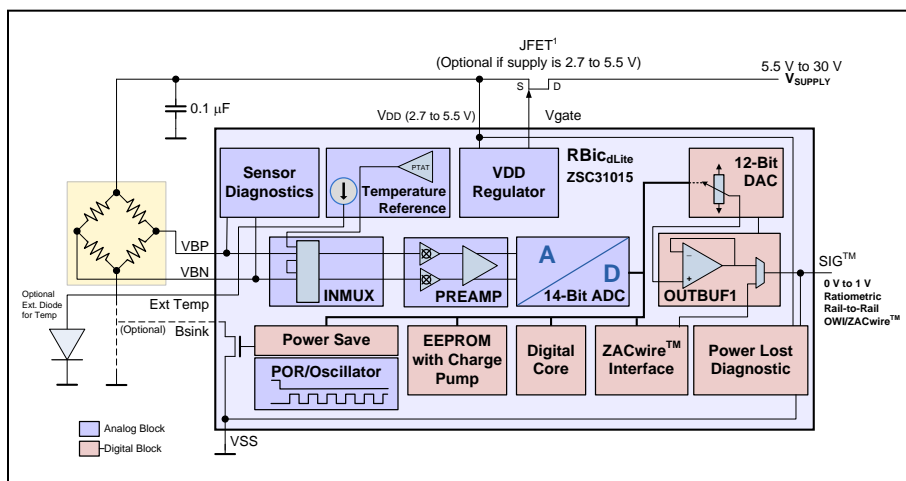 JFET1
(Optional if supply is 2.7 to 5.5 V)
5.5 V to 30 V
VSUPPLY
S
D
0.1 µF
VDD (2.7 to 5.5 V)
Vgate
Sensor
Diagnostics
PTAT
Temperature
Reference
VDD
Regulator
RBicdLite
ZSC31015
12-Bit
DAC
VBP
VBN
INMUX
PREAMP
A
D
14-Bit ADC
OUTBUF1
SIG™
0 V to 1 V
Ratiometric
Rail-to-Rail
OWI/ZACwire™
Optional
Ext. Diode
for Temp
Ext Temp
(Optional)
Bsink
Power Save
POR/Oscillator
EEPROM
with Charge
Pump
Digital
Core
ZACwire™
Interface
Power Lost
Diagnostic
Analog Block
Digital Block
VSS